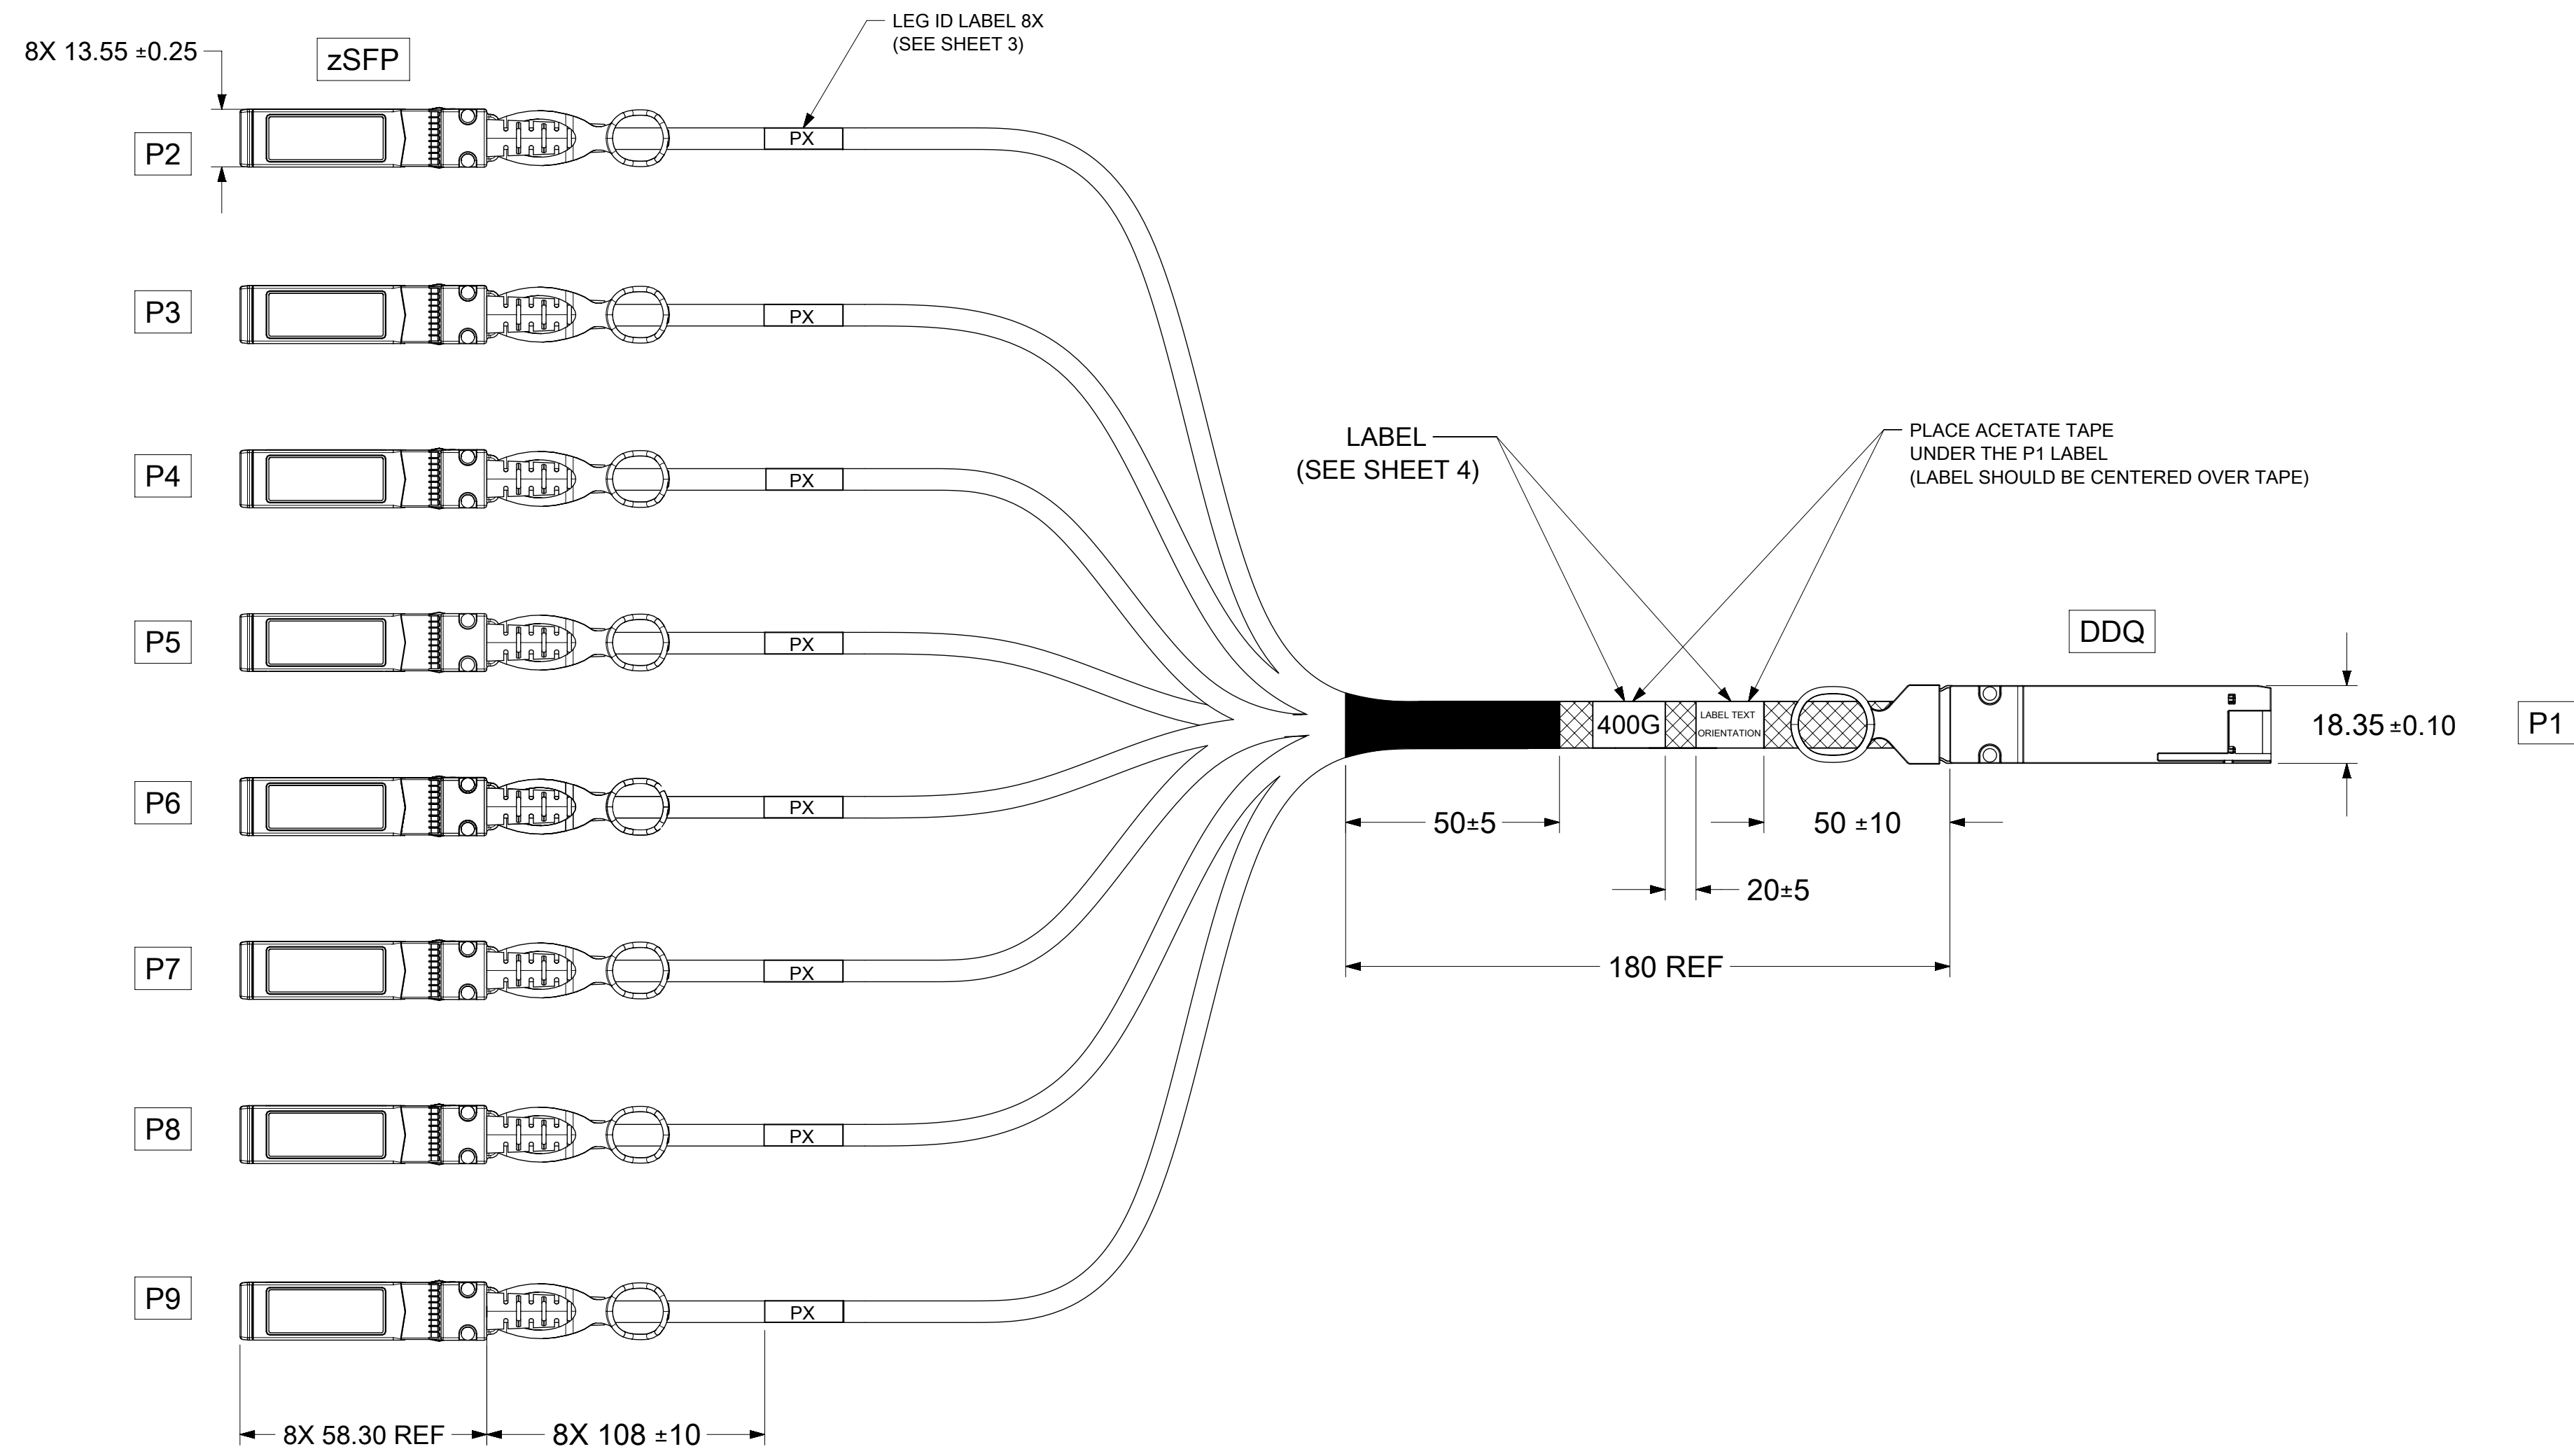 LEG ID LABEL 8X
(SEE SHEET 3)
8X 13.55 ±0.25
zSFP
P2
PX
P3
PX
LABEL
(SEE SHEET 4)
PLACE ACETATE TAPE
UNDER THE P1 LABEL
(LABEL SHOULD BE CENTERED OVER TAPE)
P4
PX
P5
PX
DDQ
400G
LABEL TEXT
ORIENTATION
18.35 ±0.10
P1
P6
PX
50±5
50 ±10
20±5
P7
PX
180 REF
P8
PX
P9
PX
8X 58.30 REF
8X 108 ±10